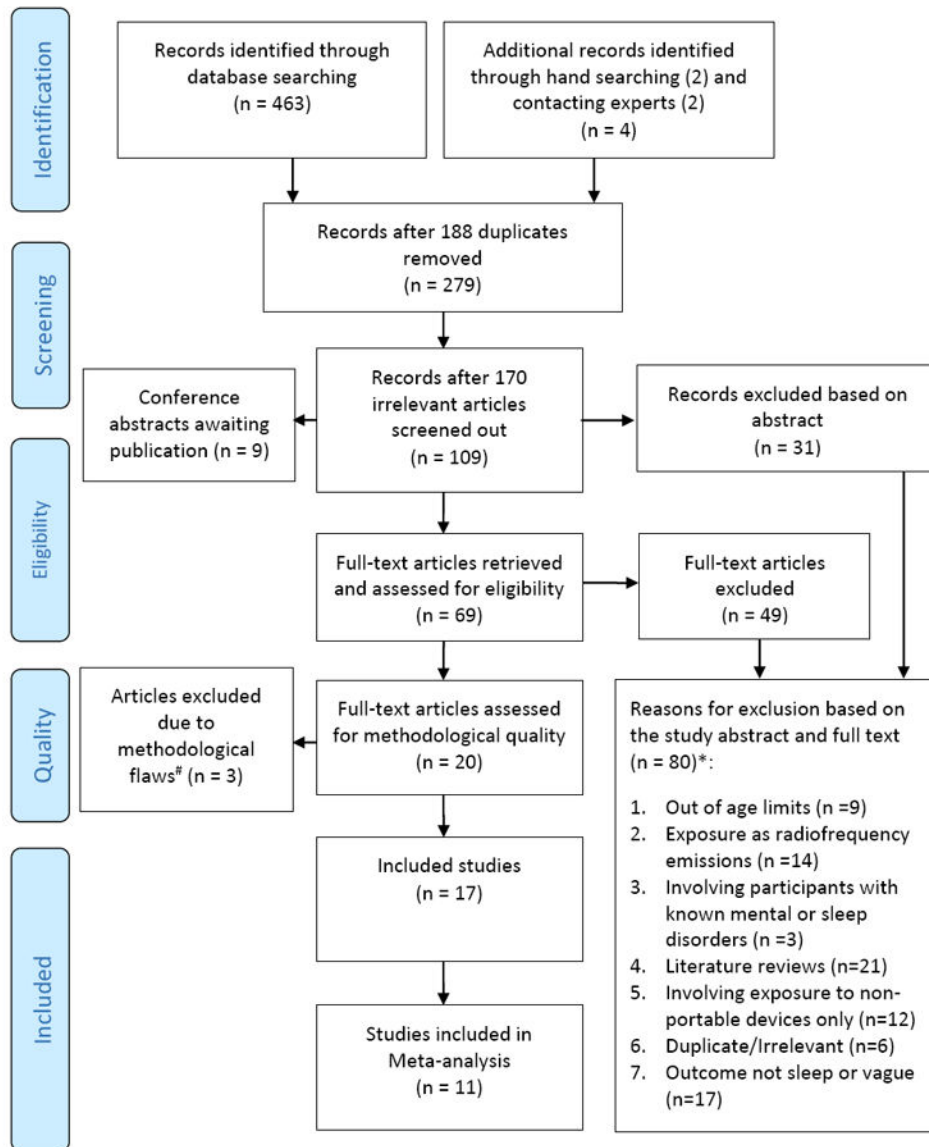 Identification
Records identified through
database searching
(n = 463)
Additional records identified
through hand searching (2) and
contacting experts (2)
(n = 4)
Records after 188 duplicates
removed
(n = 279)
Screening
Conference
abstracts awaiting
publication (n = 9)
Records after 170
irrelevant articles
screened out
(n = 109)
Records excluded based on
abstract
(n = 31)
Eligibility
Full-text articles retrieved
and assessed for eligibility
(n = 69)
Full-text articles
excluded
(n = 49)
Quality
Articles excluded
due to
methodological
flaws# (n = 3)
Full-text articles assessed
for methodological quality
(n = 20)
Reasons for exclusion based on
the study abstract and full text
(n = 80)*:
1. Out of age limits (n =9)
2. Exposure as radiofrequency
emissions (n =14)
3. Involving participants with
known mental or sleep
disorders (n =3)
4. Literature reviews (n=21)
5. Involving exposure to non-
portable devices only (n=12)
6. Duplicate/Irrelevant (n=6)
7. Outcome not sleep or vague
(n=17)
Included
Included studies
(n = 17)
Studies included in
Meta-analysis
(n = 11)